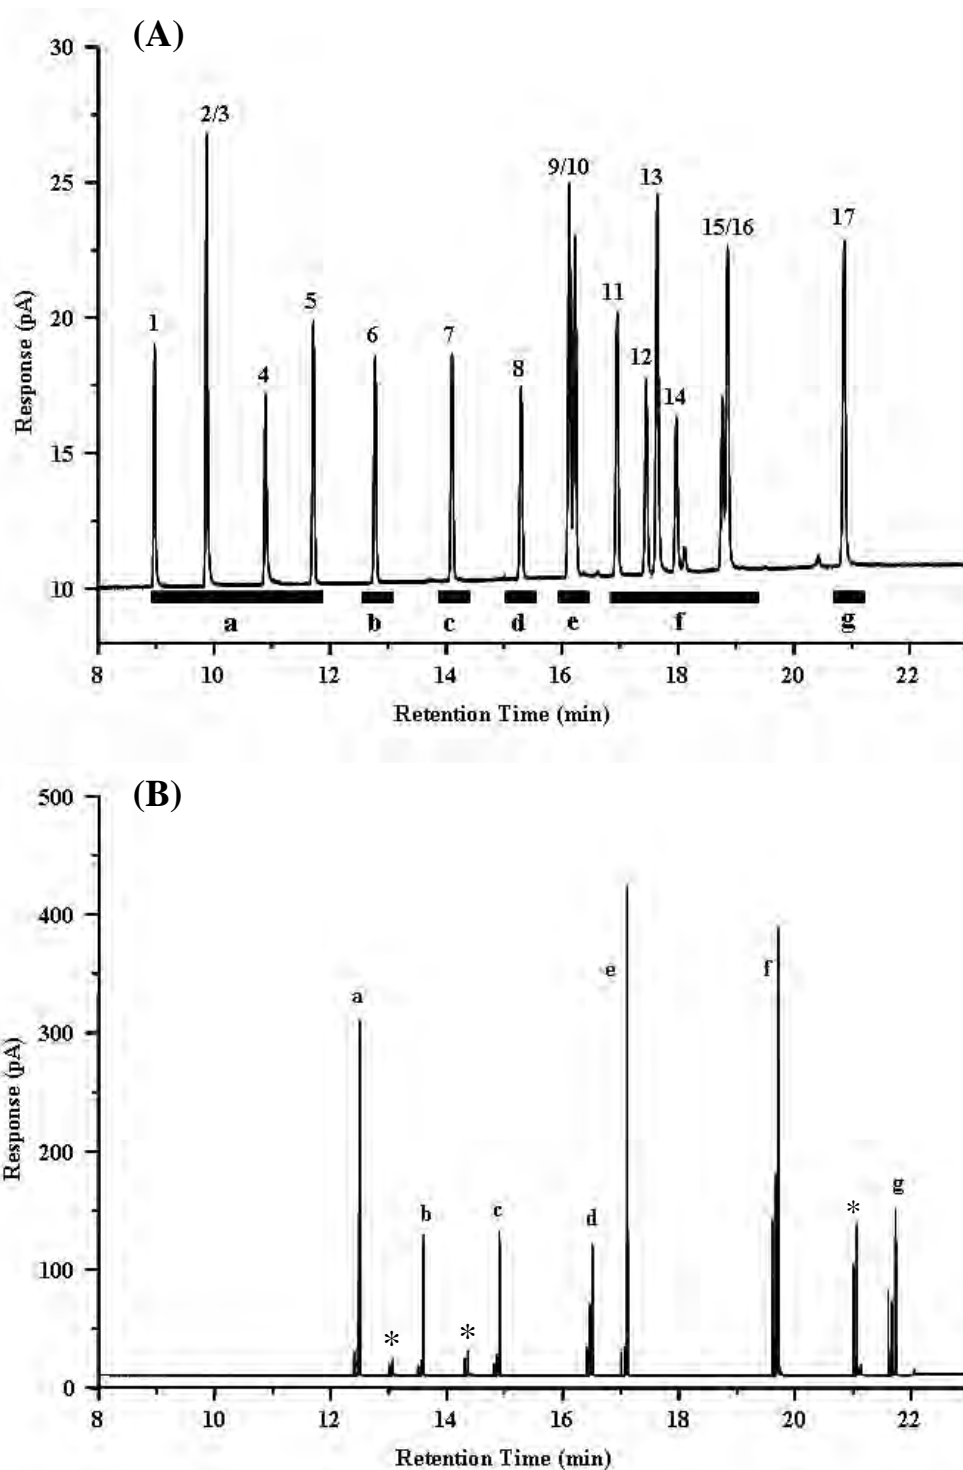 (A)
30
2/3
25
9/10
13
17
15/16
20
1
5
11
6
7
12
8
4
14
15
10
a
b
c
d
e
f
g
8
10
12
14
16
18
20
22
Response (pA)
Retention Time (min)
(B)
500
400
e
f
300
a
200
g
*
b
c
d
100
*
*
0
8
10
12
14
16
18
20
22
Response (pA)
Retention Time (min)